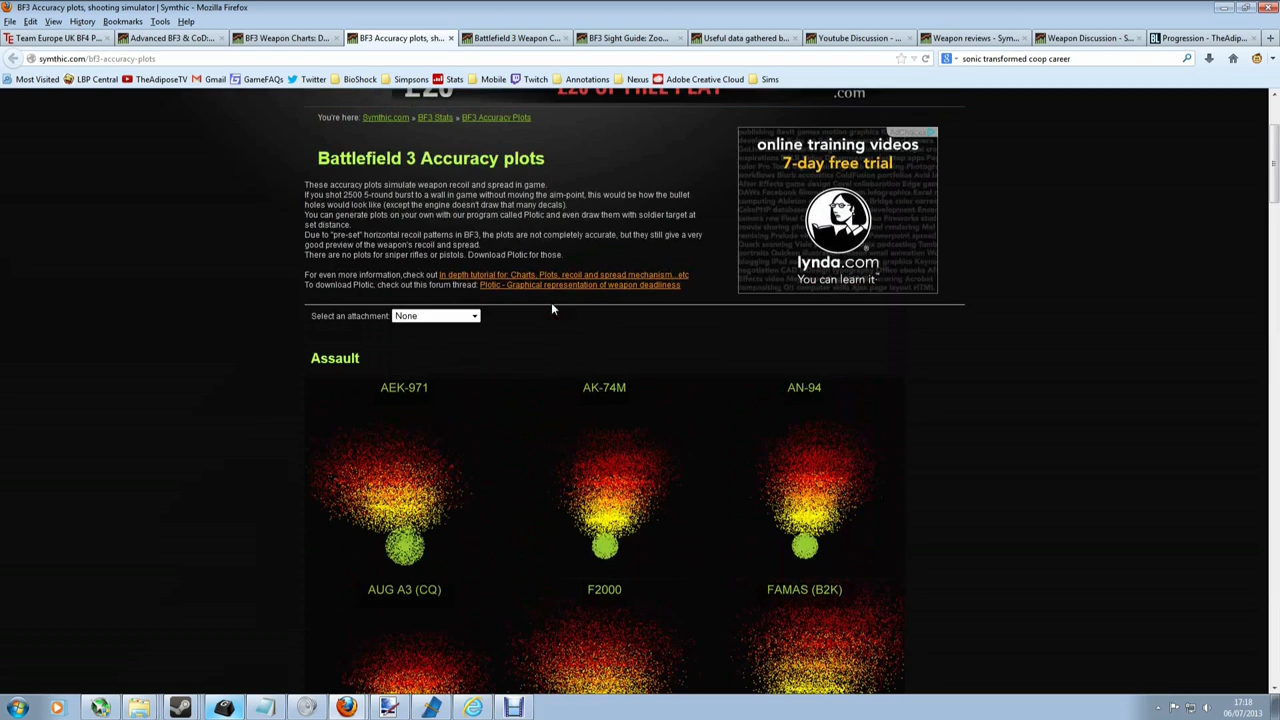 BF3 Accuracy plots, shooting simulator | Symthic - Mozilla Firefox
File Edit View History Bookmarks Tools Help
Team Europe UK BF4 P...
Advanced BF3 & CoD:...
BF3 Weapon Charts: D...
BF3 Accuracy plots, sh...
Battlefield 3 Weapon C...
BF3 Sight Guide: Zoo...
Useful data gathered b...
Youtube Discussion - ...
Weapon reviews - Sym...
Weapon Discussion - S...
Progression - TheAdip...
symthic.com/bf3-accuracy-plots
sonic transformed coop career
Most Visited LBP Central TheAdiposeTV Gmail GameFAQs Twitter BioShock Simpsons Stats Mobile Twitch Annotations Nexus Adobe Creative Cloud Sims
.com
You're here: Symthic.com » BF3 Stats » BF3 Accuracy Plots
Battlefield 3 Accuracy plots
These accuracy plots simulate weapon recoil and spread in game.
If you shot 2500 5-round burst to a wall in game without moving the aim-point, this would be how the bullet
holes would look like (except the engine doesn't draw that many decals).
You can generate plots on your own with our program called Plotic and even draw them with soldier target at
set distance.
Due to "pre-set" horizontal recoil patterns in BF3, the plots are not completely accurate, but they still give a very
good preview of the weapon's recoil and spread.
There are no plots for sniper rifles or pistols. Download Plotic for those.
For even more information,check out In depth tutorial for: Charts, Plots, recoil and spread mechanism...etc
To download Plotic, check out this forum thread: Plotic - Graphical representation of weapon deadliness
online training videos
7-day free trial
lynda.com
You can learn it
Select an attachment: None
Assault
AEK-971 AK-74M AN-94
AUG A3 (CQ) F2000 FAMAS (B2K)
17:18
06/07/2013